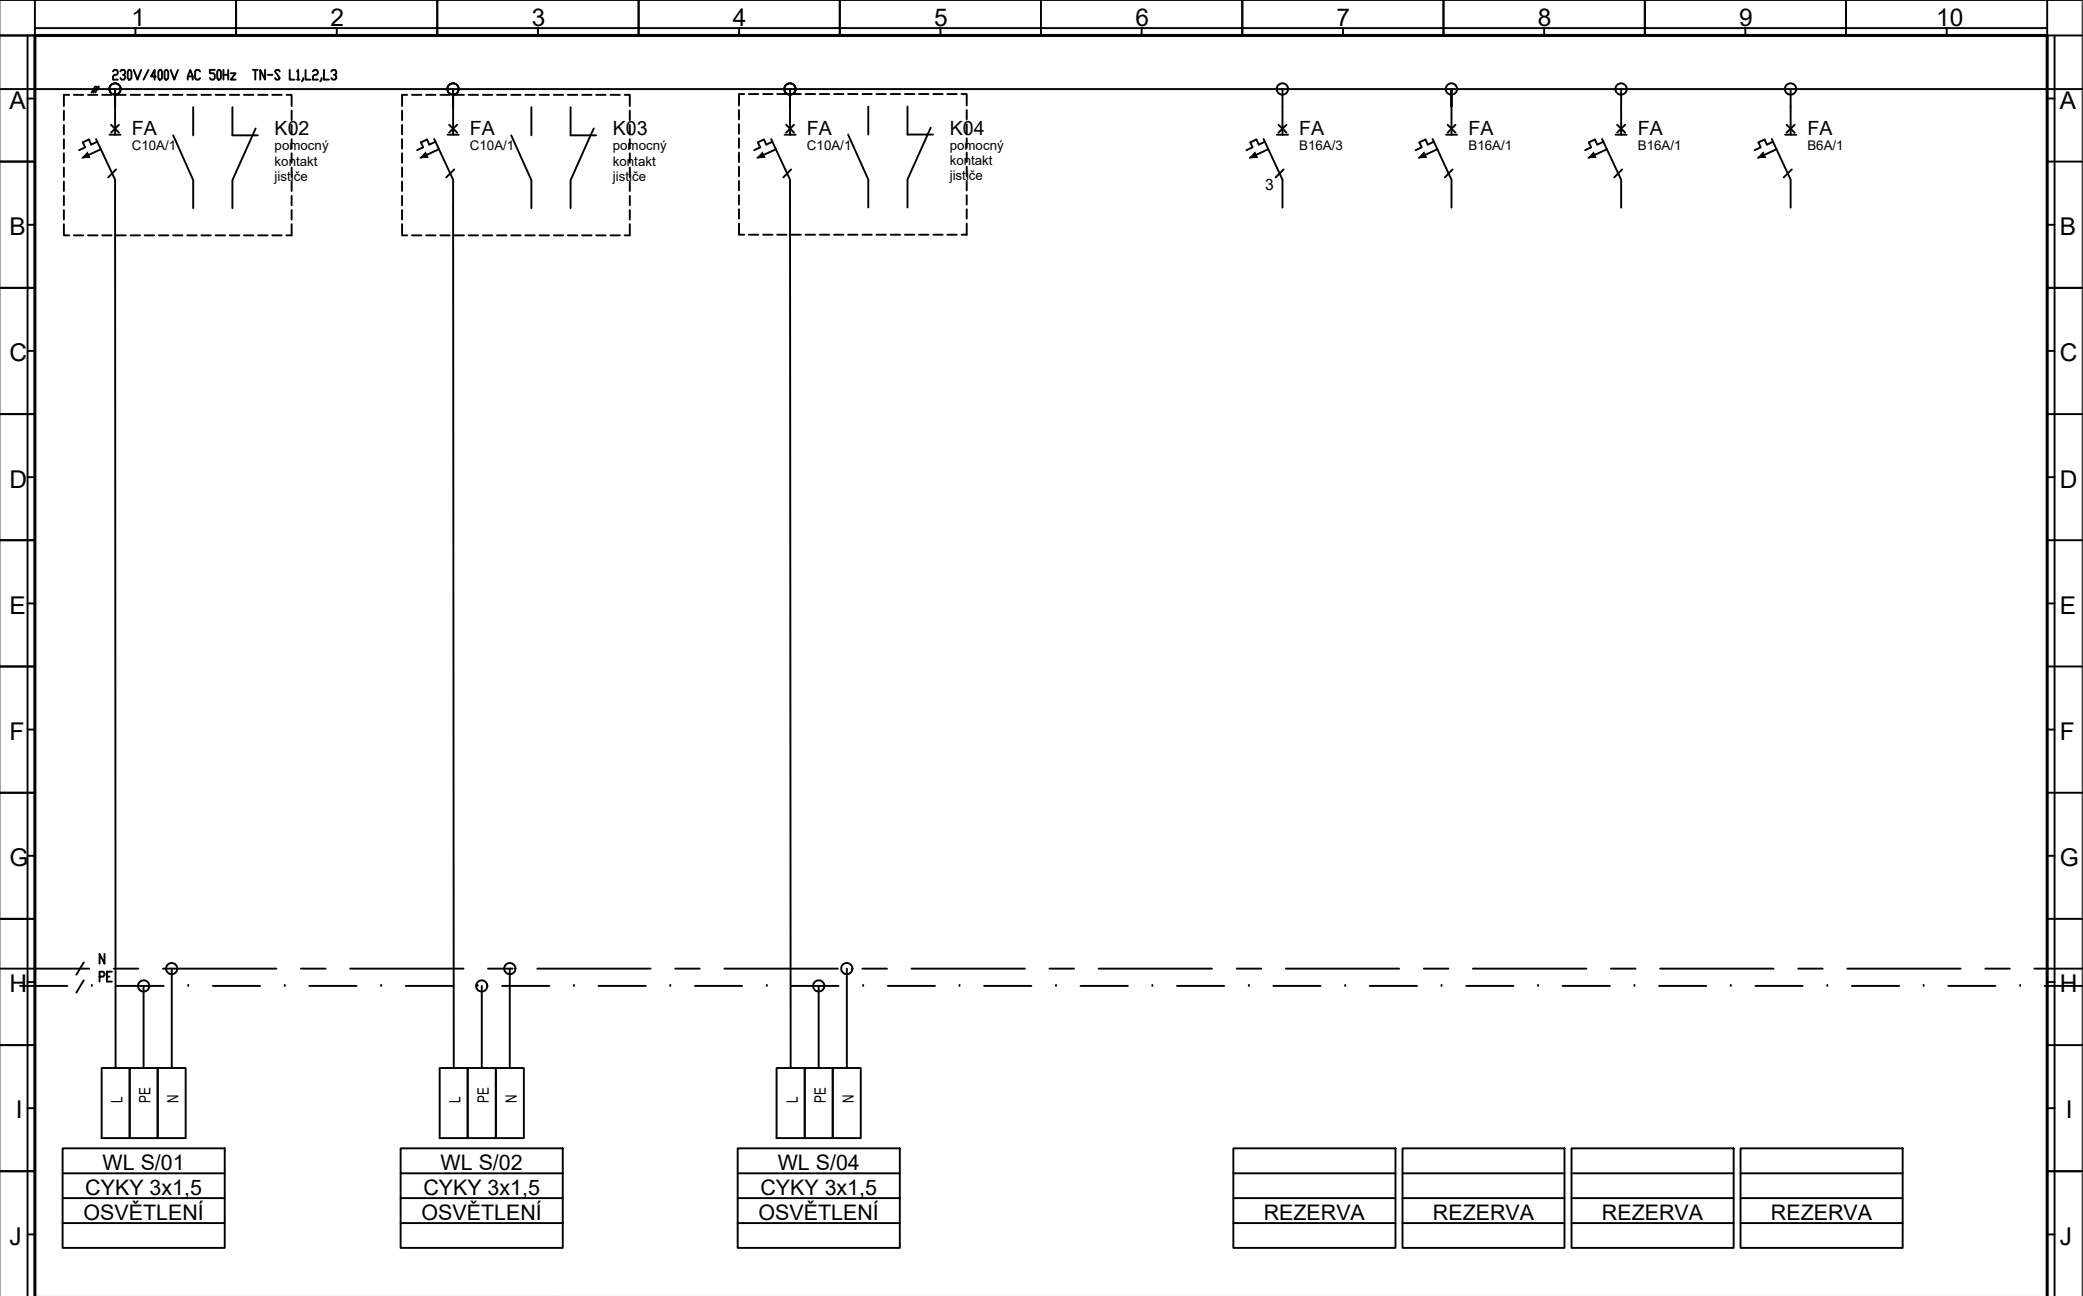 1 2 3 4 5 6 7 8 9 10
230V/400V AC 50Hz TN-S L1,L2,L3
A A
FA K02 FA K03 FA K04 FA FA FA FA
C10A/1 pomocný C10A/1 pomocný C10A/1 pomocný B16A/3 B16A/1 B16A/1 B6A/1
kontakt kontakt kontakt
jističe jističe jističe
3
B B
C C
D D
E E
F F
G G
N
PE
H H
L PE N L PE N L PE N
I I
WL S/01 WL S/02 WL S/04
CYKY 3x1,5 CYKY 3x1,5 CYKY 3x1,5
OSVĚTLENÍ OSVĚTLENÍ OSVĚTLENÍ REZERVA REZERVA REZERVA REZERVA
J J